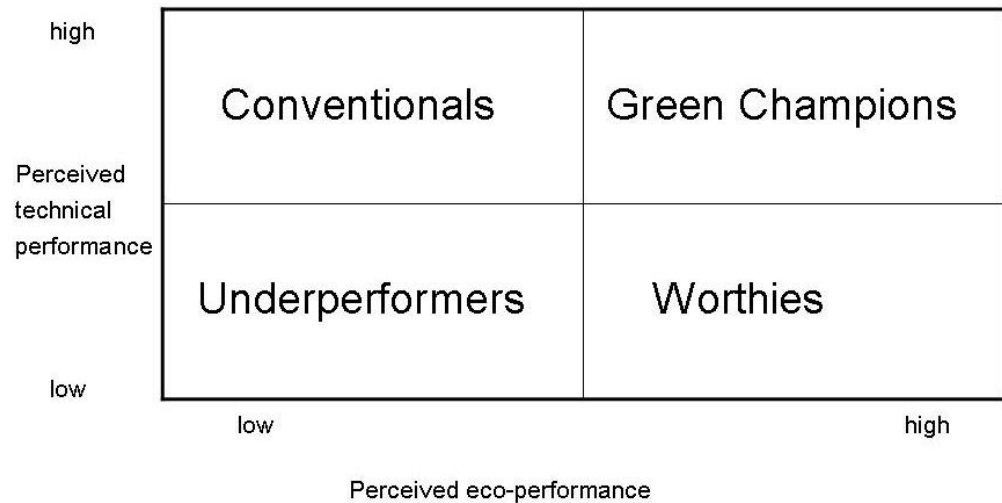 high
Conventionals
Green Champions
Perceived
technical
performance
Underperformers
Worthies
low
low
high
Perceived eco-performance